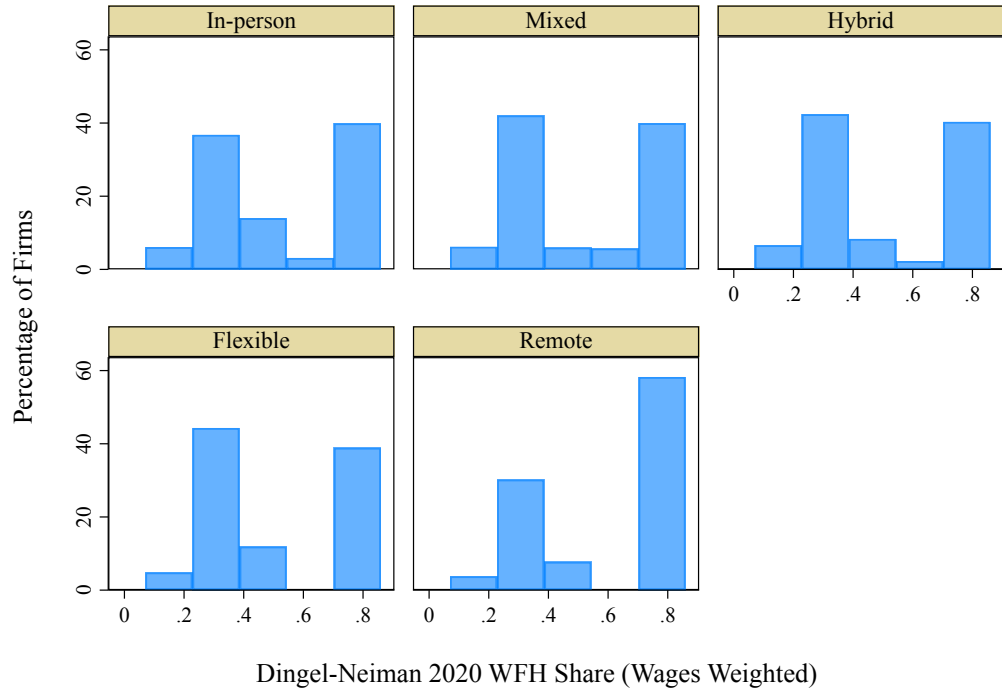 In-person
Mixed
Hybrid
60
40
20
0
0 .2 .4 .6 .8
Flexible
Remote
60
40
20
0
0 .2 .4 .6 .8
0 .2 .4 .6 .8
Percentage of Firms
Dingel-Neiman 2020 WFH Share (Wages Weighted)